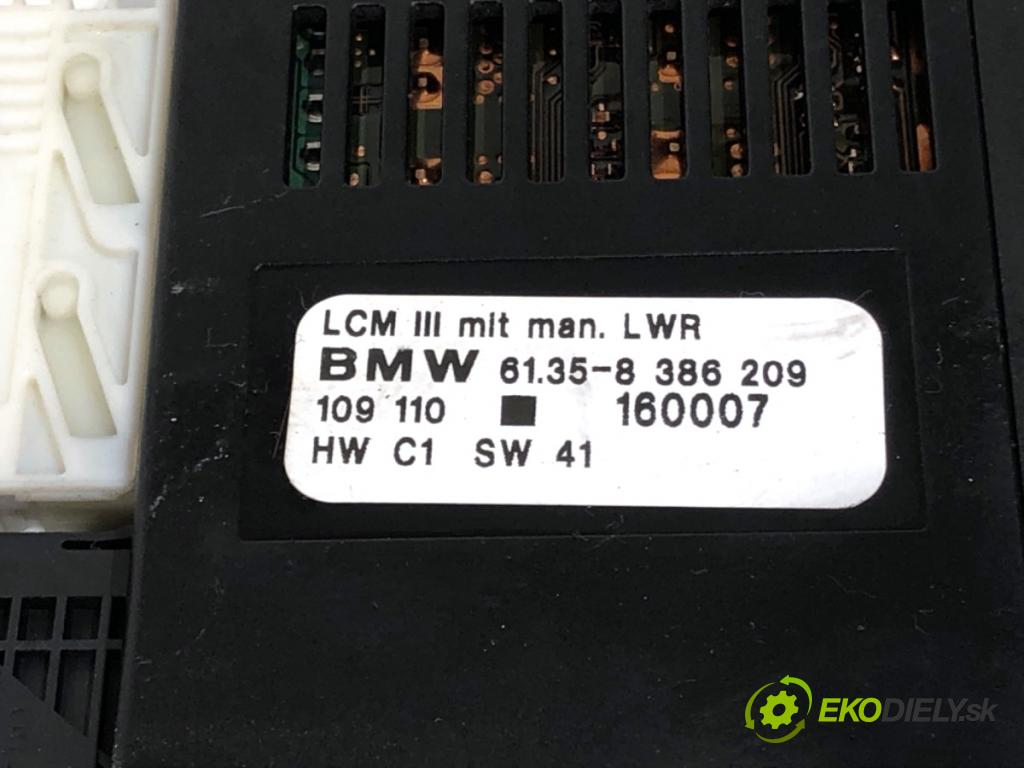 LCM III mit man. LWR
BMW 61.35-8 386 209
109 110 ■ 160007
HW C1 SW 41
EKODIELY.sk